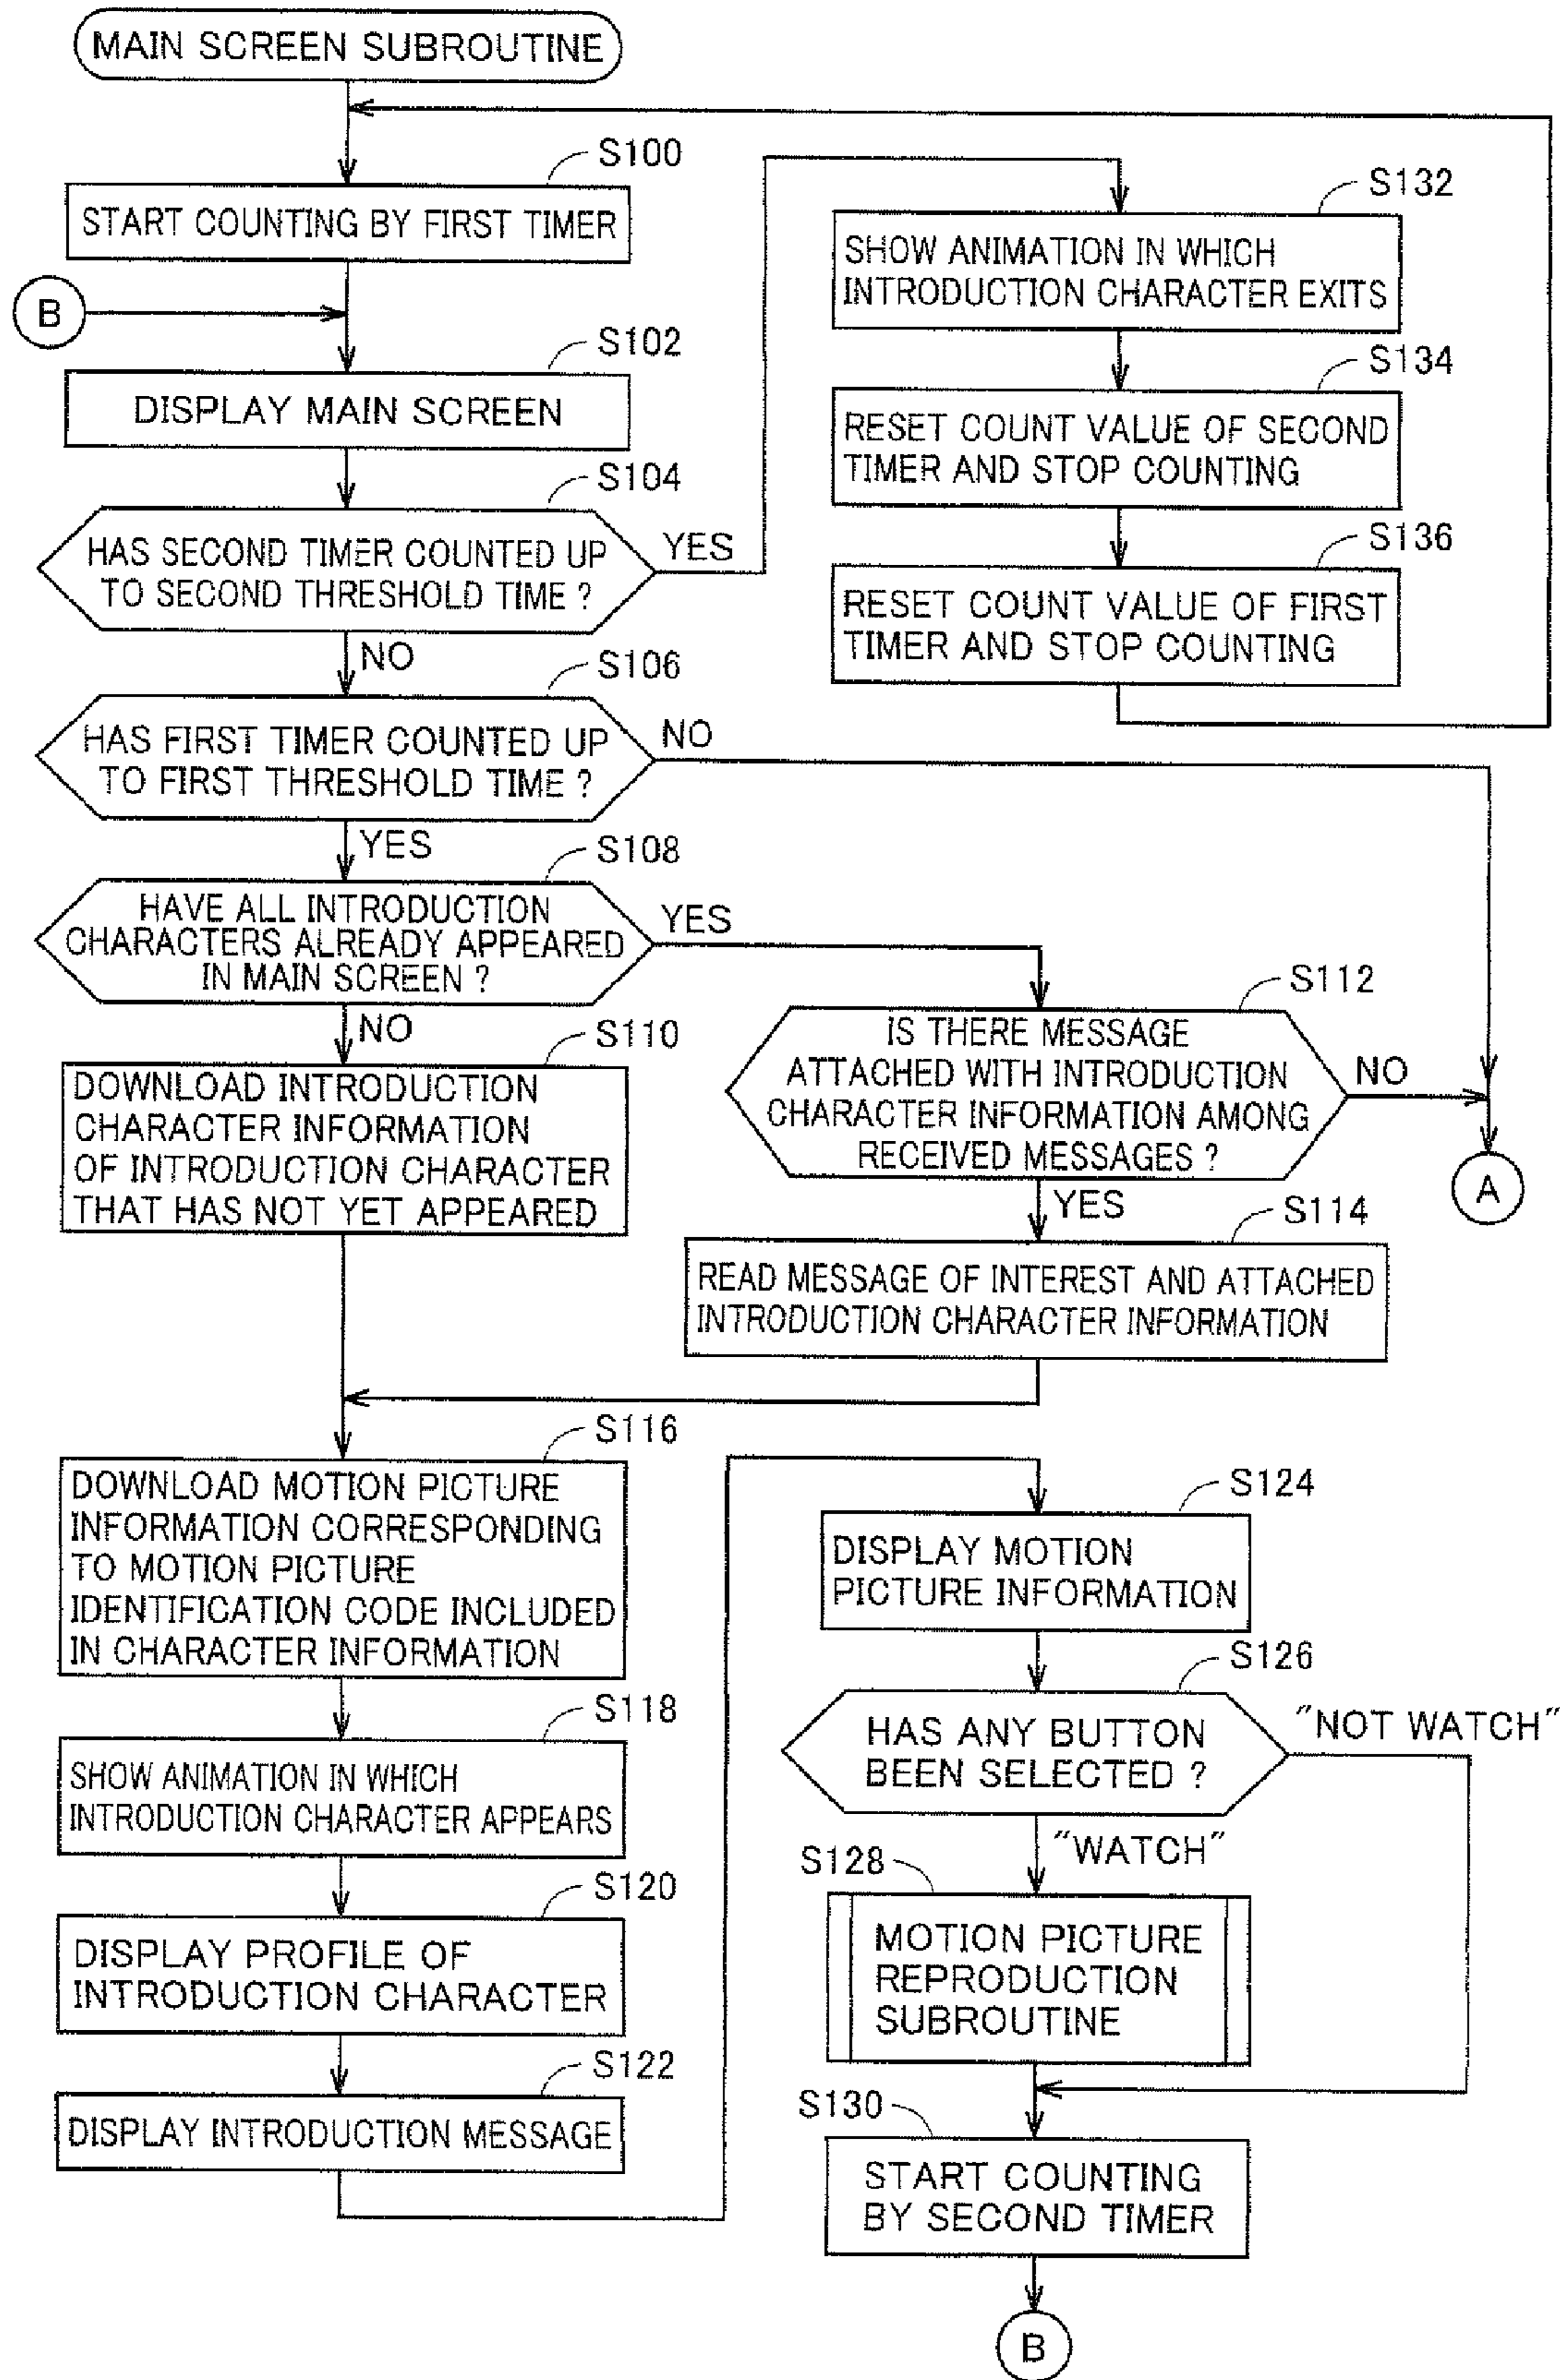 MAIN SCREEN SUBROUTINE
S100
START COUNTING BY FIRST TIMER
B
S102
DISPLAY MAIN SCREEN
S104
HAS SECOND TIMER COUNTED UP
TO SECOND THRESHOLD TIME ?
YES
NO
S132
SHOW ANIMATION IN WHICH
INTRODUCTION CHARACTER EXITS
S134
RESET COUNT VALUE OF SECOND
TIMER AND STOP COUNTING
S136
RESET COUNT VALUE OF FIRST
TIMER AND STOP COUNTING
S106
HAS FIRST TIMER COUNTED UP
TO FIRST THRESHOLD TIME ?
NO
YES
S108
HAVE ALL INTRODUCTION
CHARACTERS ALREADY APPEARED
IN MAIN SCREEN ?
YES
NO
S110
DOWNLOAD INTRODUCTION
CHARACTER INFORMATION
OF INTRODUCTION CHARACTER
THAT HAS NOT YET APPEARED
S112
IS THERE MESSAGE
ATTACHED WITH INTRODUCTION
CHARACTER INFORMATION AMONG
RECEIVED MESSAGES ?
NO
A
YES
S114
READ MESSAGE OF INTEREST AND ATTACHED
INTRODUCTION CHARACTER INFORMATION
S116
DOWNLOAD MOTION PICTURE
INFORMATION CORRESPONDING
TO MOTION PICTURE
IDENTIFICATION CODE INCLUDED
IN CHARACTER INFORMATION
S118
SHOW ANIMATION IN WHICH
INTRODUCTION CHARACTER APPEARS
S120
DISPLAY PROFILE OF
INTRODUCTION CHARACTER
S122
DISPLAY INTRODUCTION MESSAGE
S124
DISPLAY MOTION
PICTURE INFORMATION
S126
HAS ANY BUTTON
BEEN SELECTED ?
"NOT WATCH"
"WATCH"
S128
MOTION PICTURE
REPRODUCTION
SUBROUTINE
S130
START COUNTING
BY SECOND TIMER
B